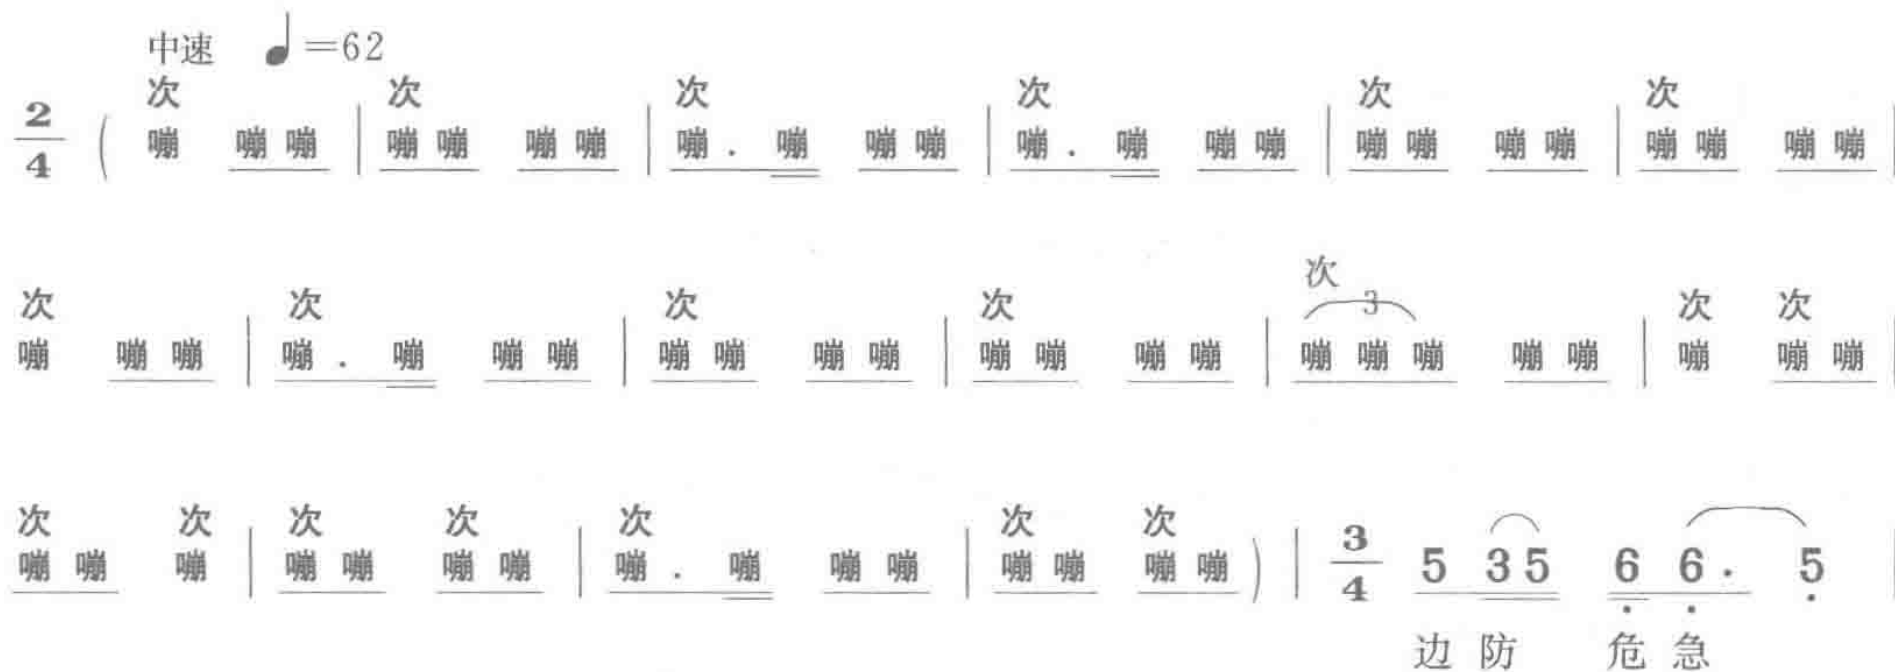 中速 ♩=62
次 次 次 次 次 次
2/4 ( 嘣 嘣嘣 | 嘣嘣 嘣嘣 | 嘣. 嘣 嘣嘣 | 嘣. 嘣 嘣嘣 | 嘣嘣 嘣嘣 | 嘣嘣 嘣嘣 |
次 次 次 次 次 3 次 次
嘣 嘣嘣 | 嘣. 嘣 嘣嘣 | 嘣嘣 嘣嘣 | 嘣嘣 嘣嘣 | 嘣嘣嘣 嘣嘣 | 嘣 嘣嘣 |
次 次 次 次 次 次 次
嘣嘣 嘣 | 嘣嘣 嘣嘣 | 嘣. 嘣 嘣嘣 | 嘣嘣 嘣嘣 ) | 3/4 5 35 6 6. 5 |
边防 危急